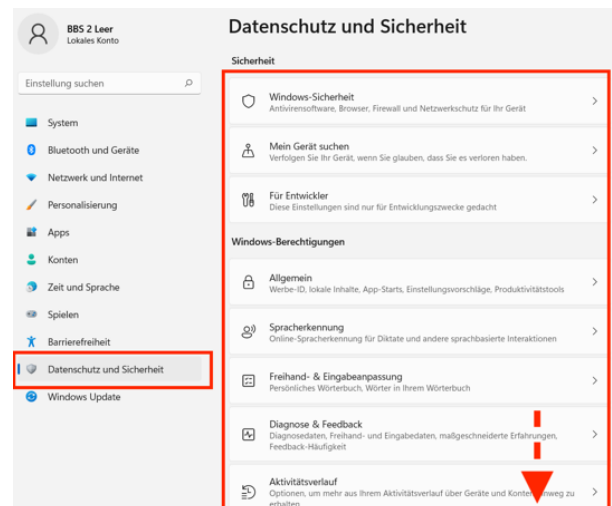 BBS 2 Leer
Lokales Konto
Einstellung suchen
System
Bluetooth und Geräte
Netzwerk und Internet
Personalisierung
Apps
Konten
Zeit und Sprache
Spielen
Barrierefreiheit
Datenschutz und Sicherheit
Windows Update
Datenschutz und Sicherheit
Sicherheit
Windows-Sicherheit
Antivirensoftware, Browser, Firewall und Netzwerkschutz für Ihr Gerät
Mein Gerät suchen
Verfolgen Sie Ihr Gerät, wenn Sie glauben, dass Sie es verloren haben.
Für Entwickler
Diese Einstellungen sind nur für Entwicklungszwecke gedacht
Windows-Berechtigungen
Allgemein
Werbe-ID, lokale Inhalte, App-Starts, Einstellungsvorschläge, Produktivitätstools
Spracherkennung
Online-Spracherkennung für Diktate und andere sprachbasierte Interaktionen
Freihand- & Eingabeanpassung
Persönliches Wörterbuch, Wörter in Ihrem Wörterbuch
Diagnose & Feedback
Diagnosedaten, Freihand- und Eingabedaten, maßgeschneiderte Erfahrungen,
Feedback-Häufigkeit
Aktivitätsverlauf
Optionen, um mehr aus Ihrem Aktivitätsverlauf über Geräte und Konten hinweg zu
erhalten